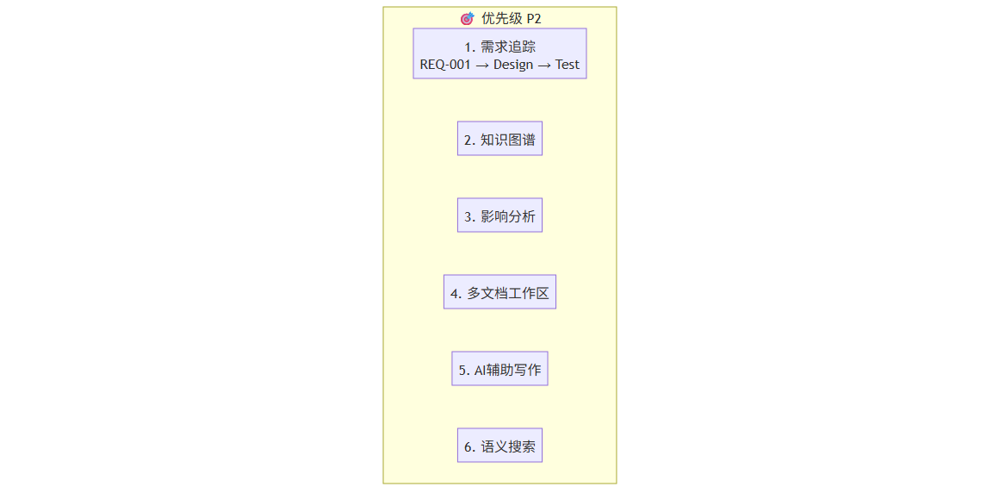 🎯 优先级 P2
1. 需求追踪
REQ-001 → Design → Test
2. 知识图谱
3. 影响分析
4. 多文档工作区
5. AI辅助写作
6. 语义搜索